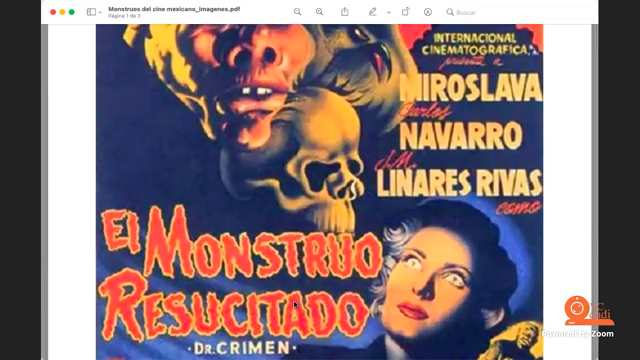 Monstruos del cine mexicano_imagenes.pdf
Página 1 de 3
Buscar
INTERNACIONAL
CINEMATOGRAFICA
presenta a
MIROSLAVA
Carlos
NAVARRO
J.M.
LINARES RIVAS
como
El
MONSTRUO
RESUCITADO
·DR.CRIMEN·
Powered by Zoom